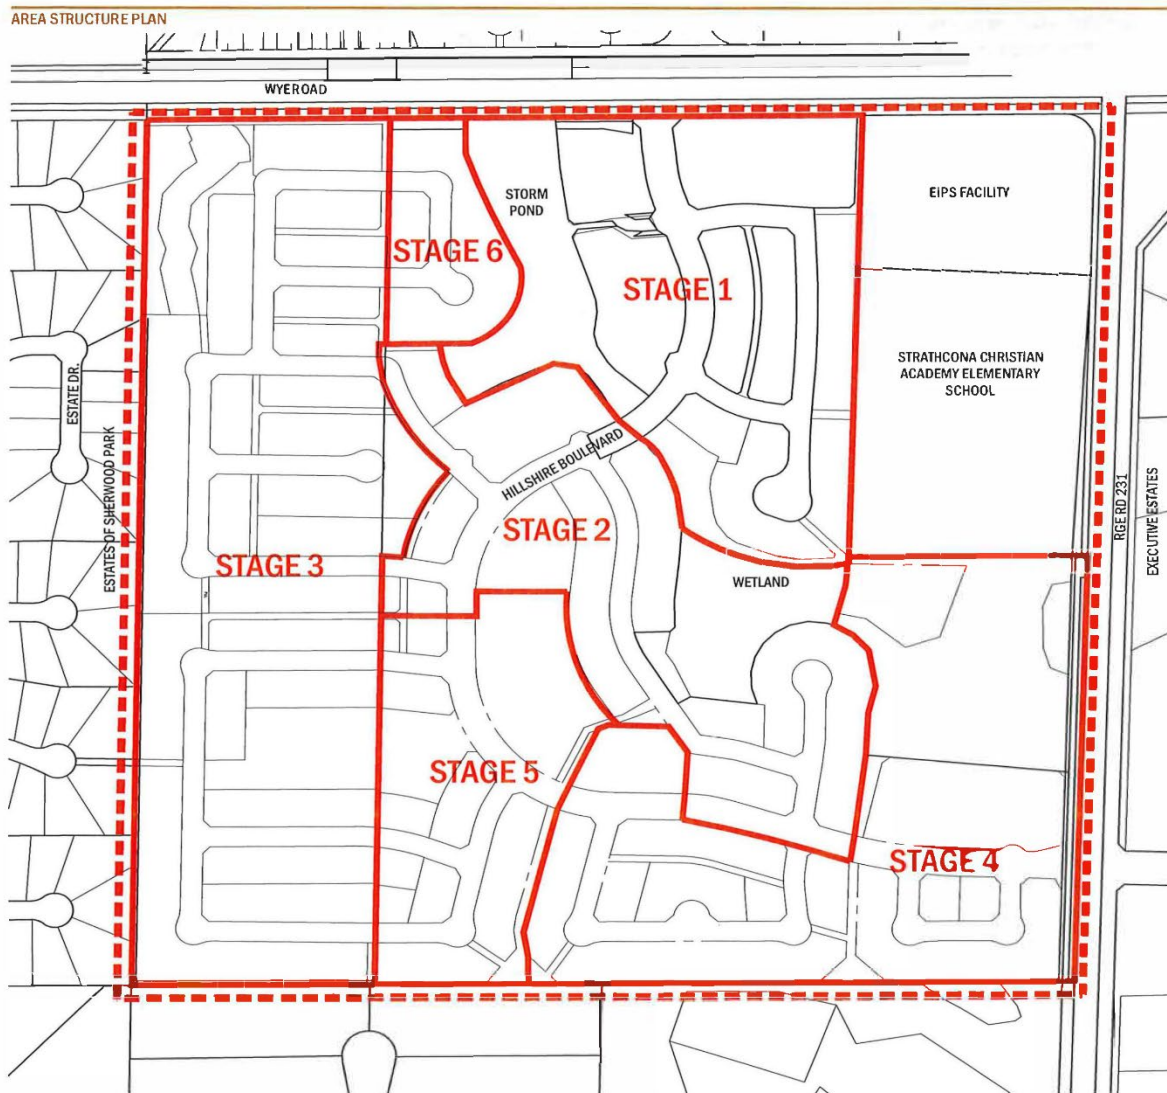 AREA STRUCTURE PLAN
WYE ROAD
EIPS FACILITY
STORM
POND
STAGE 6
STAGE 1
STRATHCONA CHRISTIAN
ACADEMY ELEMENTARY
SCHOOL
ESTATE DR.
HILLSHIRE BOULEVARD
ESTATES OF SHERWOOD PARK
RGE RD 231
EXECUTIVE ESTATES
STAGE 2
STAGE 3
WETLAND
STAGE 5
STAGE 4